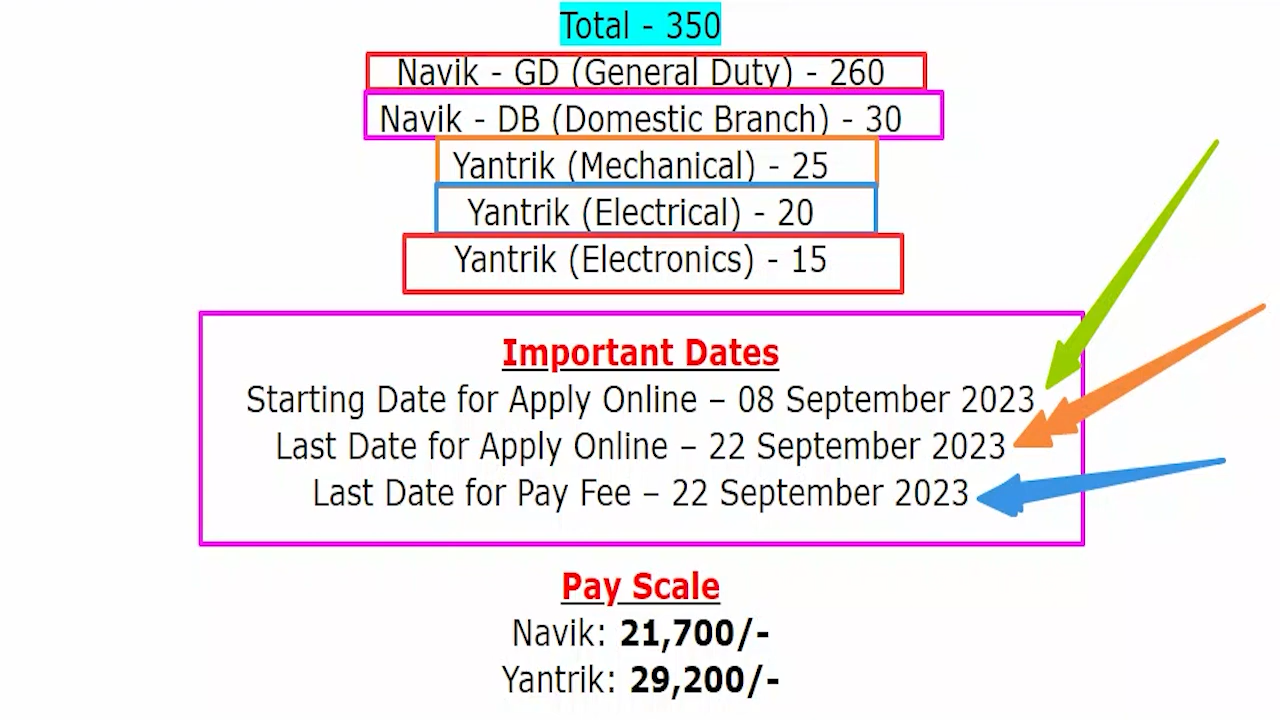 Total - 350
Navik - GD (General Duty) - 260
Navik - DB (Domestic Branch) - 30
Yantrik (Mechanical) - 25
Yantrik (Electrical) - 20
Yantrik (Electronics) - 15
Important Dates
Starting Date for Apply Online – 08 September 2023
Last Date for Apply Online – 22 September 2023
Last Date for Pay Fee – 22 September 2023
Pay Scale
Navik: 21,700/-
Yantrik: 29,200/-